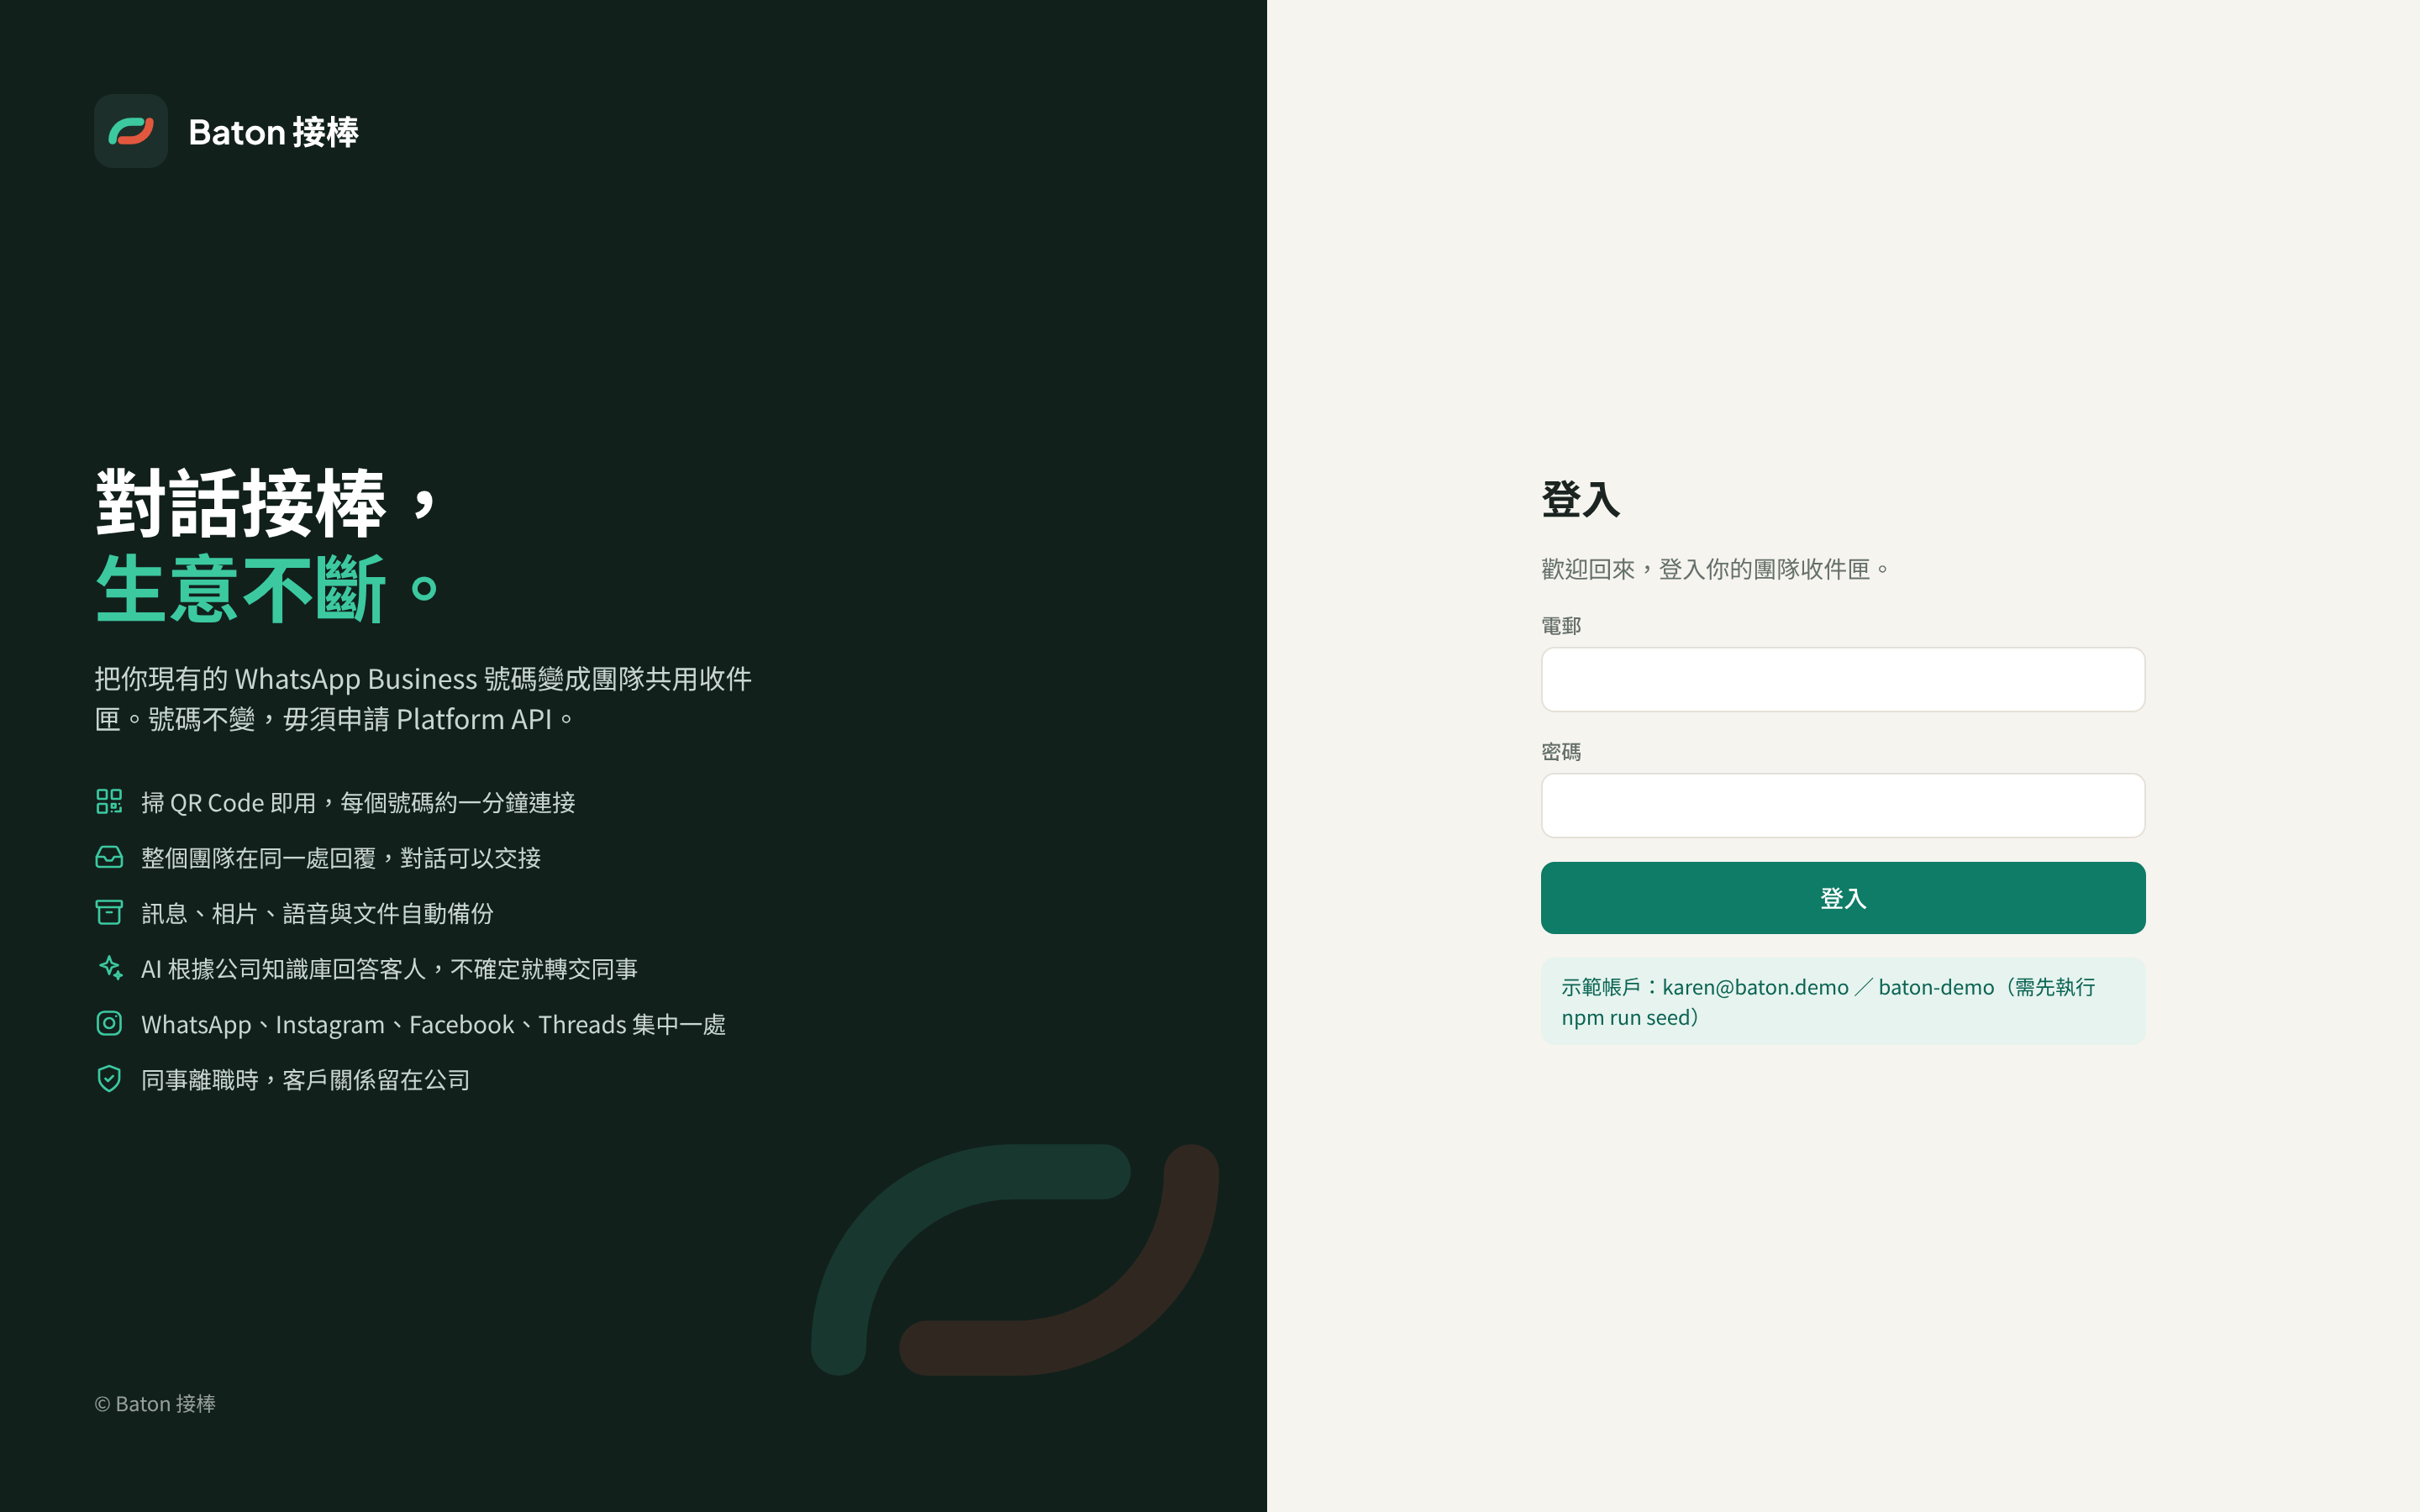 Baton 接棒
對話接棒，
生意不斷。
把你現有的 WhatsApp Business 號碼變成團隊共用收件
匣。號碼不變，毋須申請 Platform API。
掃 QR Code 即用，每個號碼約一分鐘連接
整個團隊在同一處回覆，對話可以交接
訊息、相片、語音與文件自動備份
AI 根據公司知識庫回答客人，不確定就轉交同事
WhatsApp、Instagram、Facebook、Threads 集中一處
同事離職時，客戶關係留在公司
© Baton 接棒
登入
歡迎回來，登入你的團隊收件匣。
電郵
密碼
登入
示範帳戶：karen@baton.demo ／ baton-demo（需先執行
npm run seed）